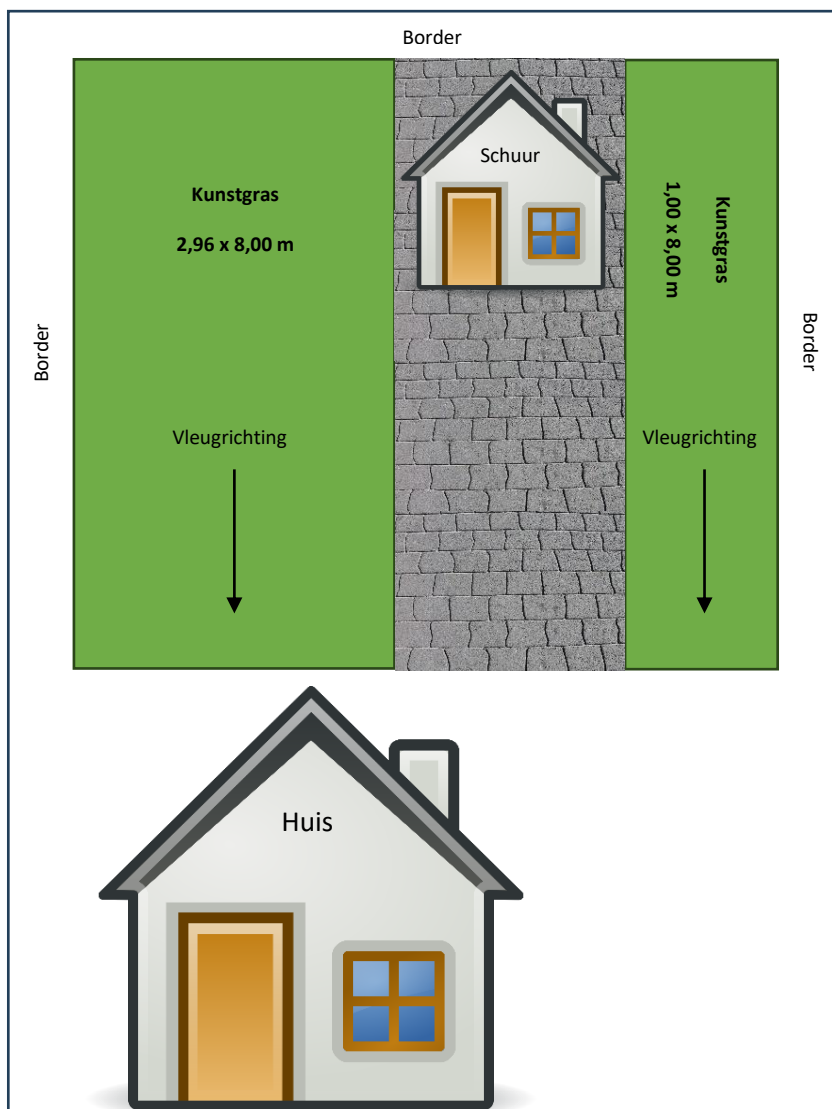 Border
Schuur
Kunstgras
2,96 x 8,00 m
Kunstgras
1,00 x 8,00 m
Border
Border
Vleugrichting
Vleugrichting
Huis